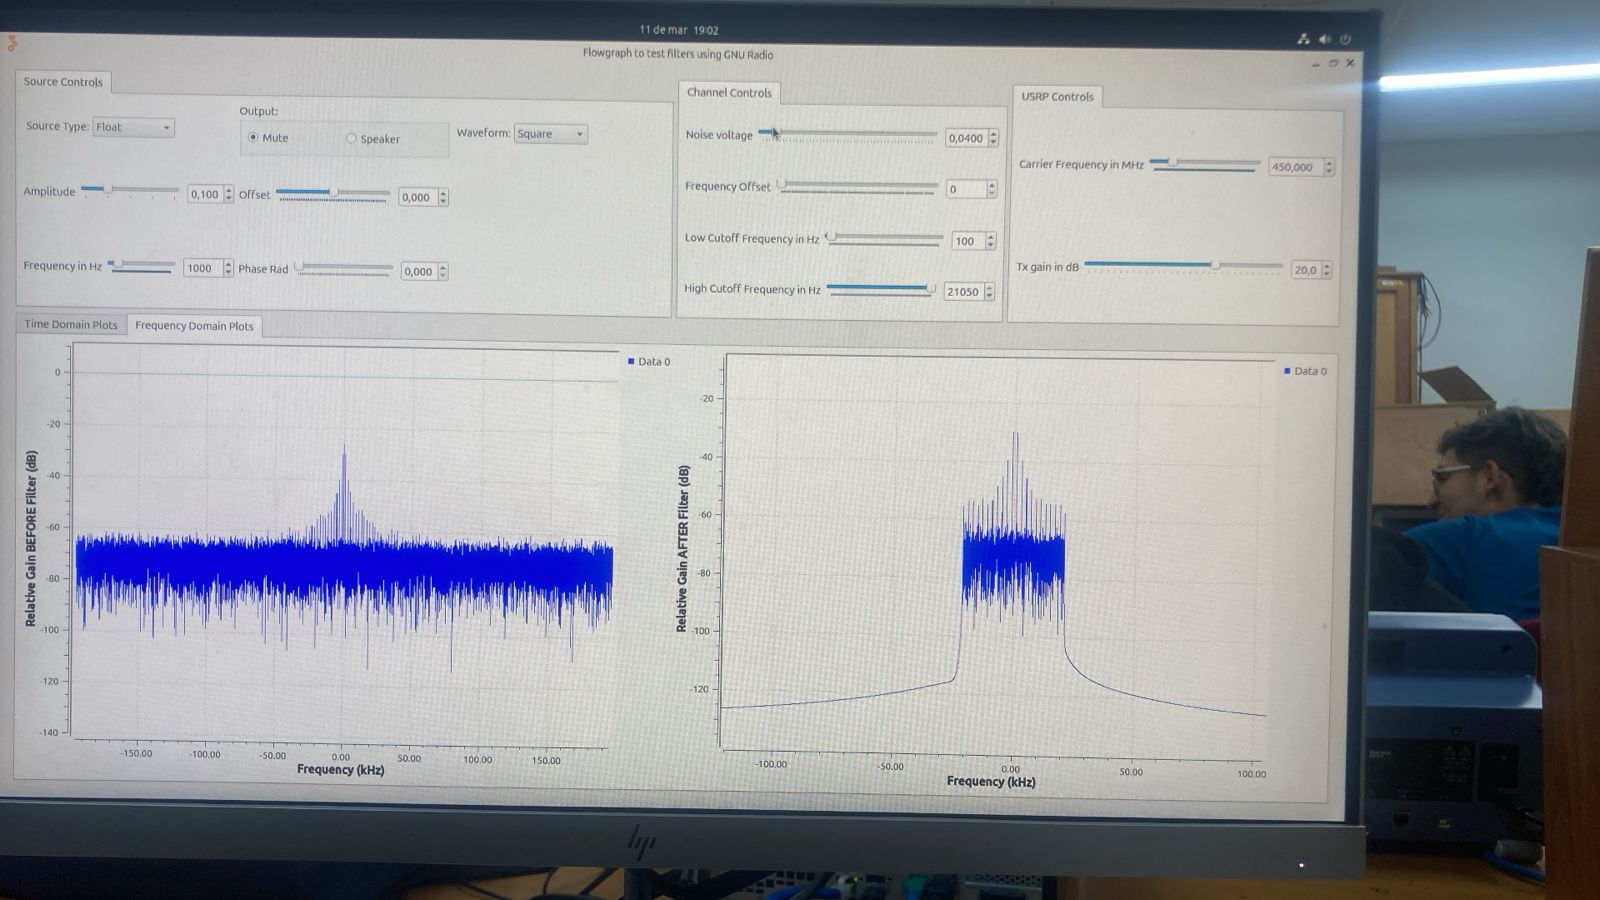 11 de mar 19:02
Flowgraph to test filters using GNU Radio
Source Controls
Source Type: Float
Output:
Mute
Speaker
Waveform: Square
Amplitude 0,100
Offset 0,000
Frequency in Hz 1000
Phase Rad 0,000
Channel Controls
Noise voltage 0,0400
Frequency Offset 0
Low Cutoff Frequency in Hz 100
High Cutoff Frequency in Hz 21050
USRP Controls
Carrier Frequency in MHz 450,000
Tx gain in dB 20,0
Time Domain Plots
Frequency Domain Plots
Relative Gain BEFORE Filter (dB)
0
-20
-40
-60
-80
-100
-120
-140
-150.00 -100.00 -50.00 0.00 50.00 100.00 150.00
Frequency (kHz)
Data 0
Relative Gain AFTER Filter (dB)
-20
-40
-60
-80
-100
-120
-100.00 -50.00 0.00 50.00 100.00
Frequency (kHz)
Data 0
hp